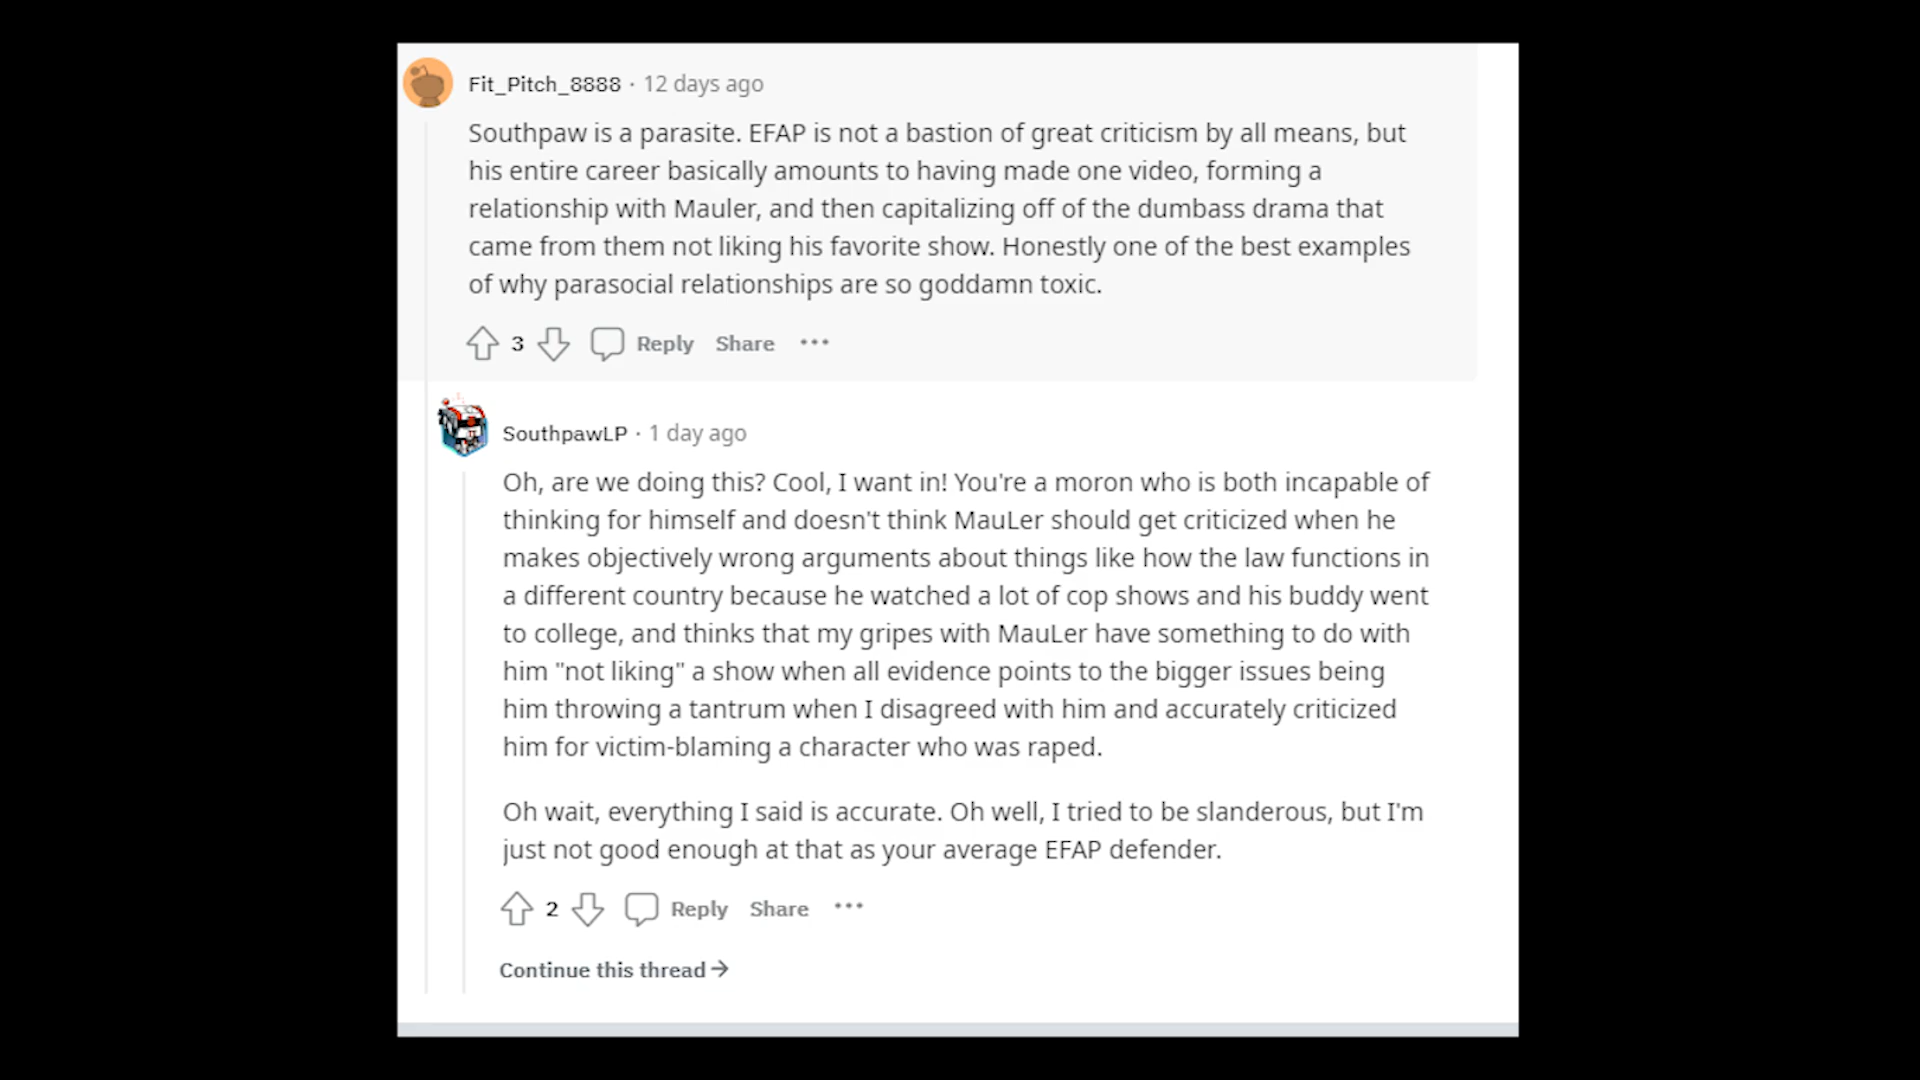 Fit_Pitch_8888 · 12 days ago
Southpaw is a parasite. EFAP is not a bastion of great criticism by all means, but
his entire career basically amounts to having made one video, forming a
relationship with Mauler, and then capitalizing off of the dumbass drama that
came from them not liking his favorite show. Honestly one of the best examples
of why parasocial relationships are so goddamn toxic.
3 Reply Share ···
SouthpawLP · 1 day ago
Oh, are we doing this? Cool, I want in! You're a moron who is both incapable of
thinking for himself and doesn't think MauLer should get criticized when he
makes objectively wrong arguments about things like how the law functions in
a different country because he watched a lot of cop shows and his buddy went
to college, and thinks that my gripes with MauLer have something to do with
him "not liking" a show when all evidence points to the bigger issues being
him throwing a tantrum when I disagreed with him and accurately criticized
him for victim-blaming a character who was raped.
Oh wait, everything I said is accurate. Oh well, I tried to be slanderous, but I'm
just not good enough at that as your average EFAP defender.
2 Reply Share ···
Continue this thread →